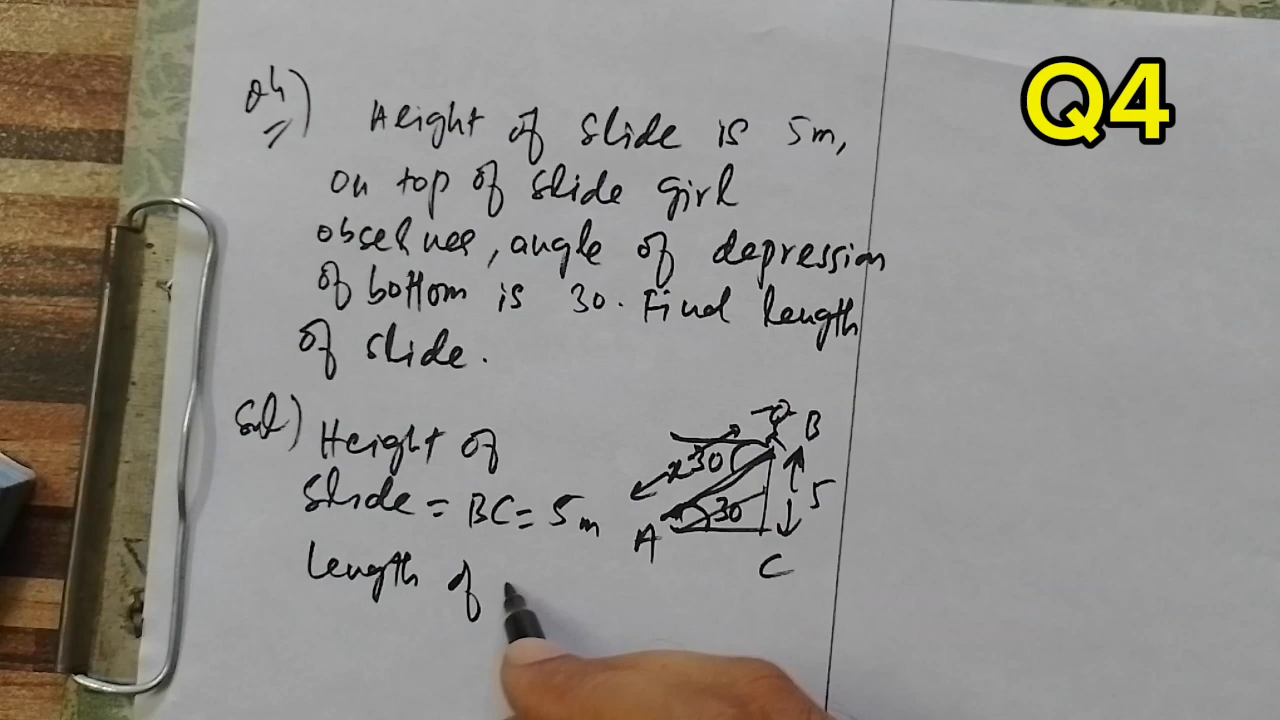 Q4)
Q4
Height of slide is 5m,
on top of slide girl
observes, angle of depression
of bottom is 30. Find length
of slide.
Sol) Height of
slide = BC = 5m
length of
B
x 30
5
30
A
C